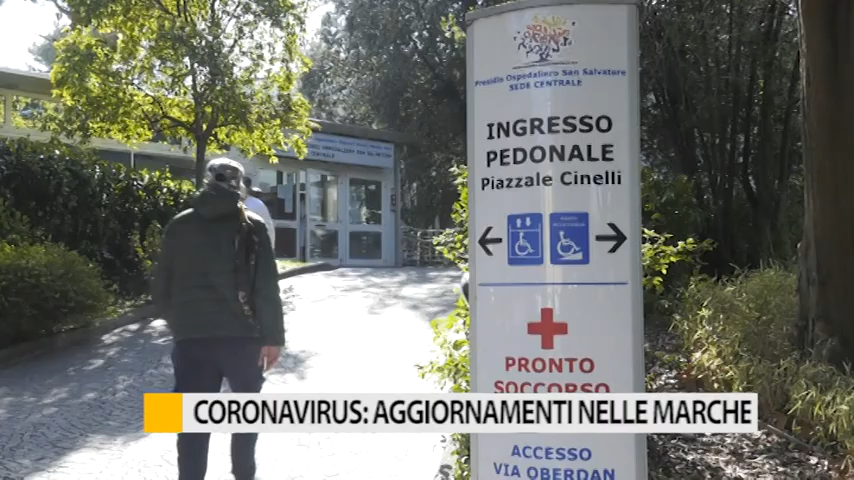 Presidio Ospedaliero San Salvatore
SEDE CENTRALE
INGRESSO
PEDONALE
Piazzale Cinelli
PRONTO
SOCCORSO
CORONAVIRUS: AGGIORNAMENTI NELLE MARCHE
ACCESSO
VIA OBERDAN